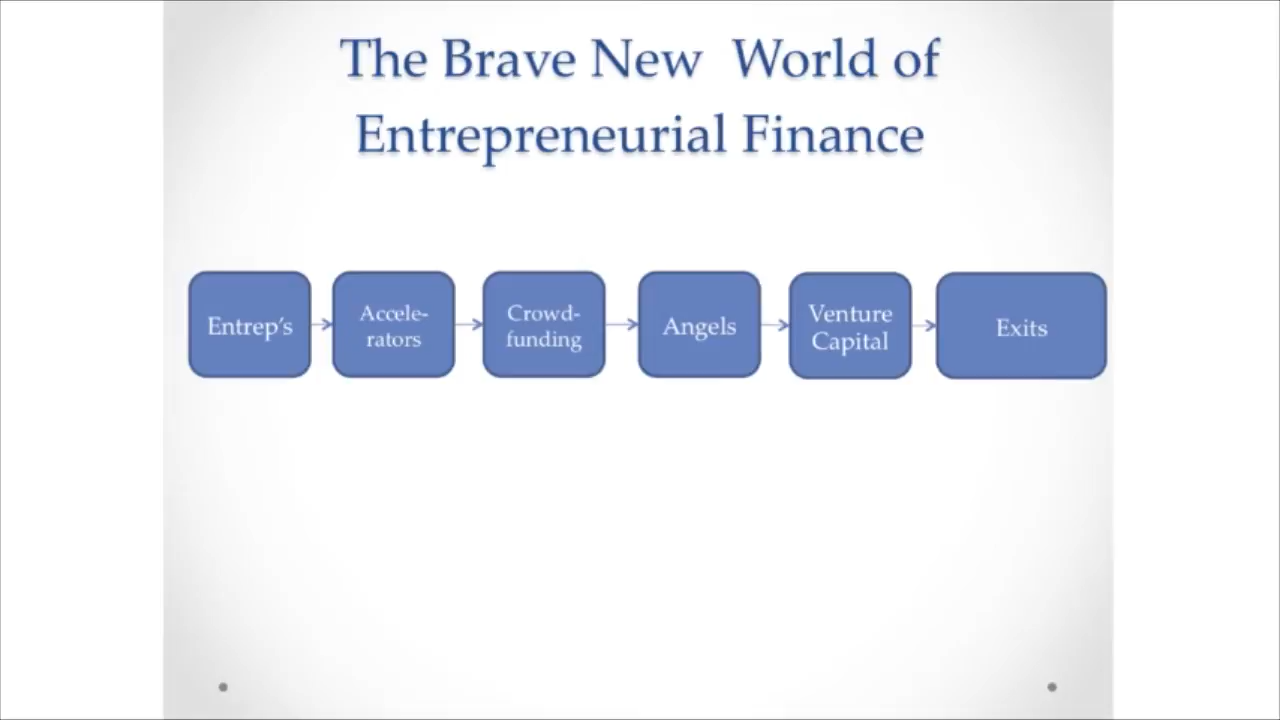 The Brave New World of
Entrepreneurial Finance
Entrep's
Accele-
rators
Crowd-
funding
Angels
Venture
Capital
Exits